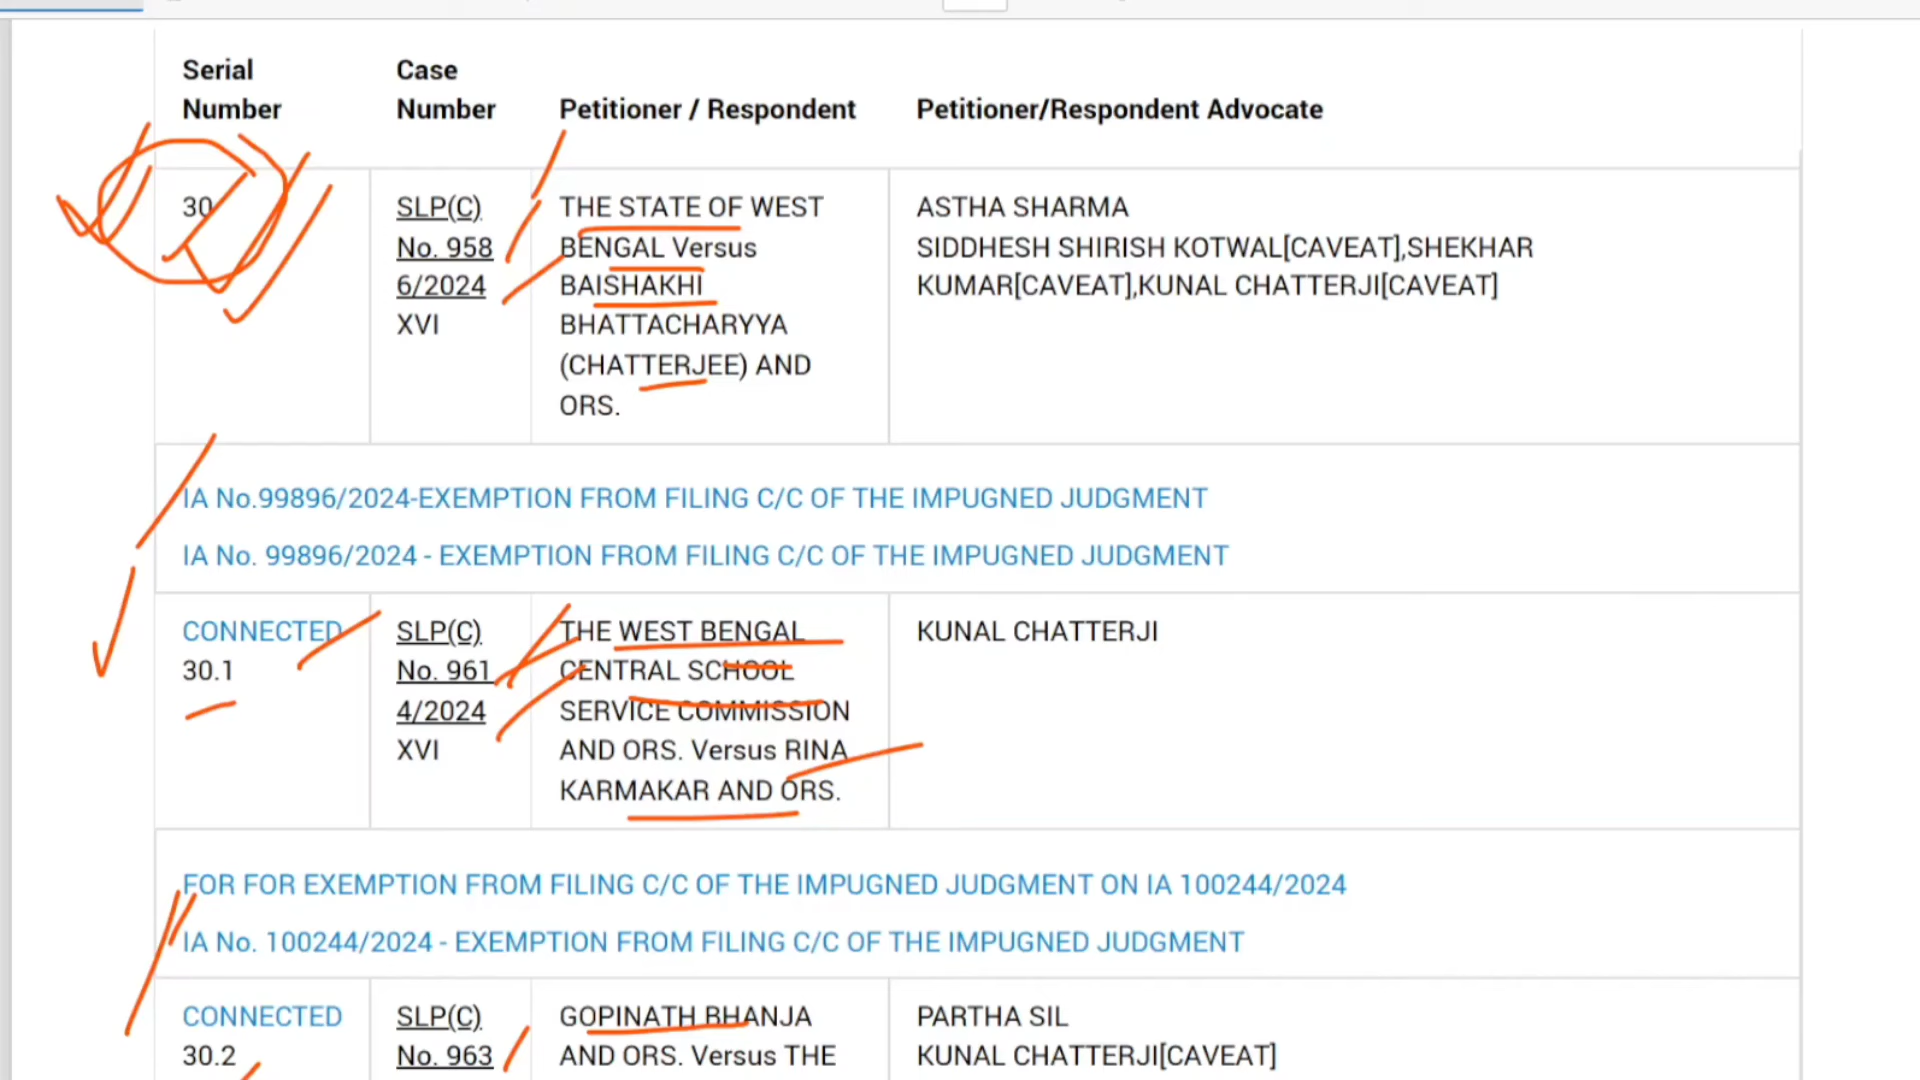 Serial Number
Case Number
Petitioner / Respondent
Petitioner/Respondent Advocate
30
SLP(C)
No. 958
6/2024
XVI
THE STATE OF WEST
BENGAL Versus
BAISHAKHI
BHATTACHARYYA
(CHATTERJEE) AND
ORS.
ASTHA SHARMA
SIDDHESH SHIRISH KOTWAL[CAVEAT],SHEKHAR
KUMAR[CAVEAT],KUNAL CHATTERJI[CAVEAT]
IA No.99896/2024-EXEMPTION FROM FILING C/C OF THE IMPUGNED JUDGMENT
IA No. 99896/2024 - EXEMPTION FROM FILING C/C OF THE IMPUGNED JUDGMENT
CONNECTED
30.1
SLP(C)
No. 961
4/2024
XVI
THE WEST BENGAL
CENTRAL SCHOOL
SERVICE COMMISSION
AND ORS. Versus RINA
KARMAKAR AND ORS.
KUNAL CHATTERJI
FOR FOR EXEMPTION FROM FILING C/C OF THE IMPUGNED JUDGMENT ON IA 100244/2024
IA No. 100244/2024 - EXEMPTION FROM FILING C/C OF THE IMPUGNED JUDGMENT
CONNECTED
30.2
SLP(C)
No. 963
GOPINATH BHANJA
AND ORS. Versus THE
PARTHA SIL
KUNAL CHATTERJI[CAVEAT]